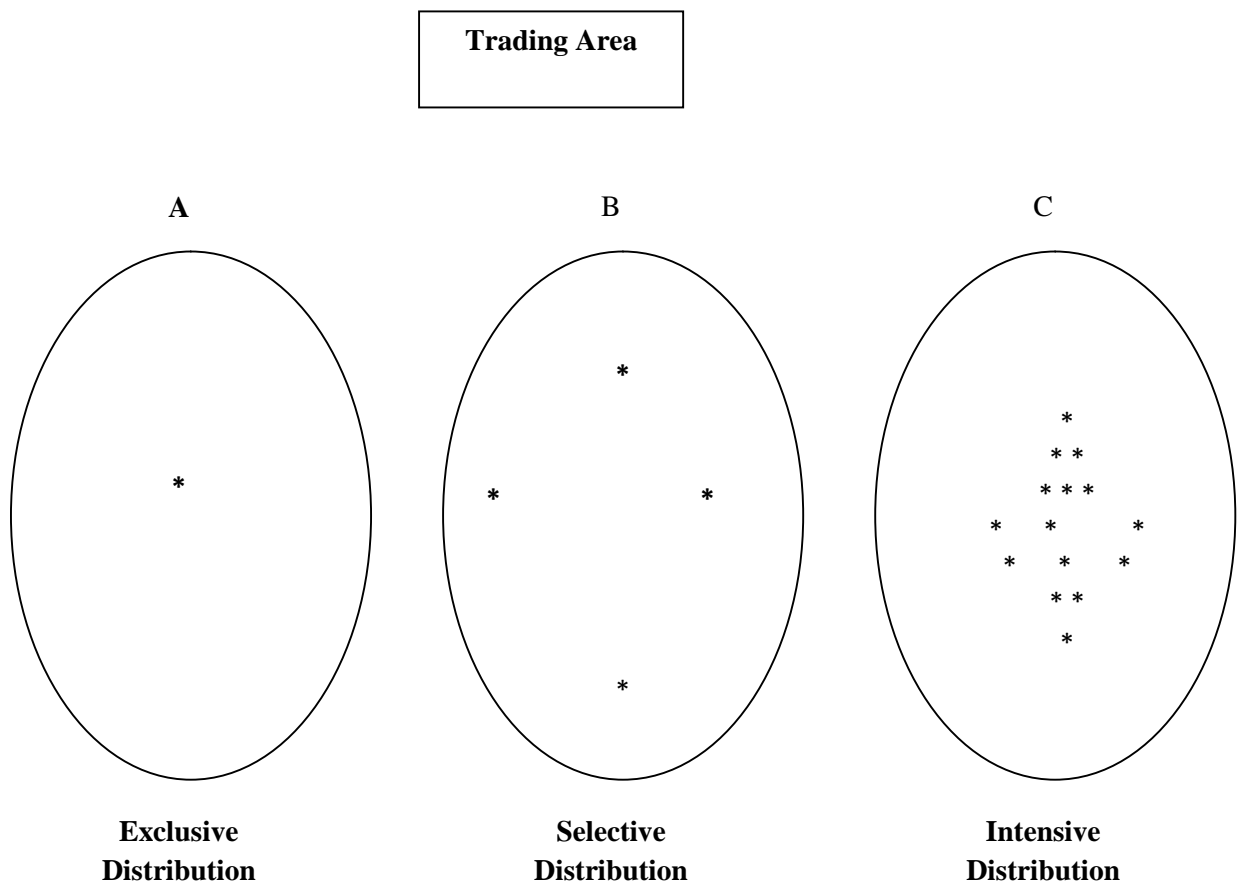 Trading Area
A
B
C
*
*
* *
*
*
* *
* * *
* * *
* * *
* *
*
Exclusive
Distribution
Selective
Distribution
Intensive
Distribution